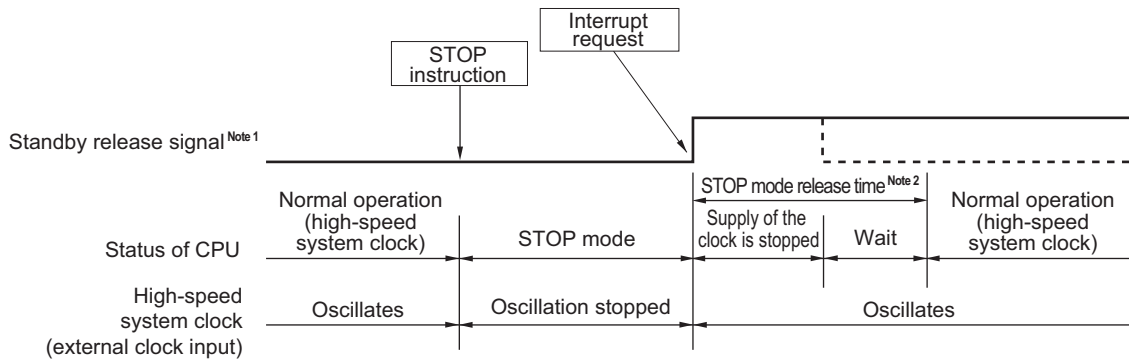 Interrupt
request
STOP
instruction
Standby release signal Note 1
STOP mode release time Note 2
Normal operation
(high-speed
system clock)
Supply of the
clock is stopped
Normal operation
(high-speed
system clock)
Status of CPU
STOP mode
Wait
High-speed
system clock
(external clock input)
Oscillates
Oscillation stopped
Oscillates